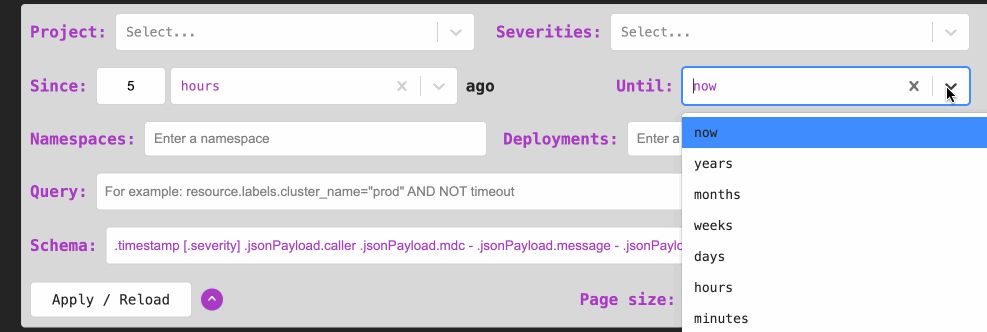 Project: Select... Severities: Select...
Since: 5 hours ago Until: now
Namespaces: Enter a namespace Deployments: Enter a
now
years
Query: For example: resource.labels.cluster_name="prod" AND NOT timeout
months
weeks
Schema: .timestamp [.severity] .jsonPayload.caller .jsonPayload.mdc - .jsonPayload.message - .jsonPaylo
days
hours
Apply / Reload Page size:
minutes